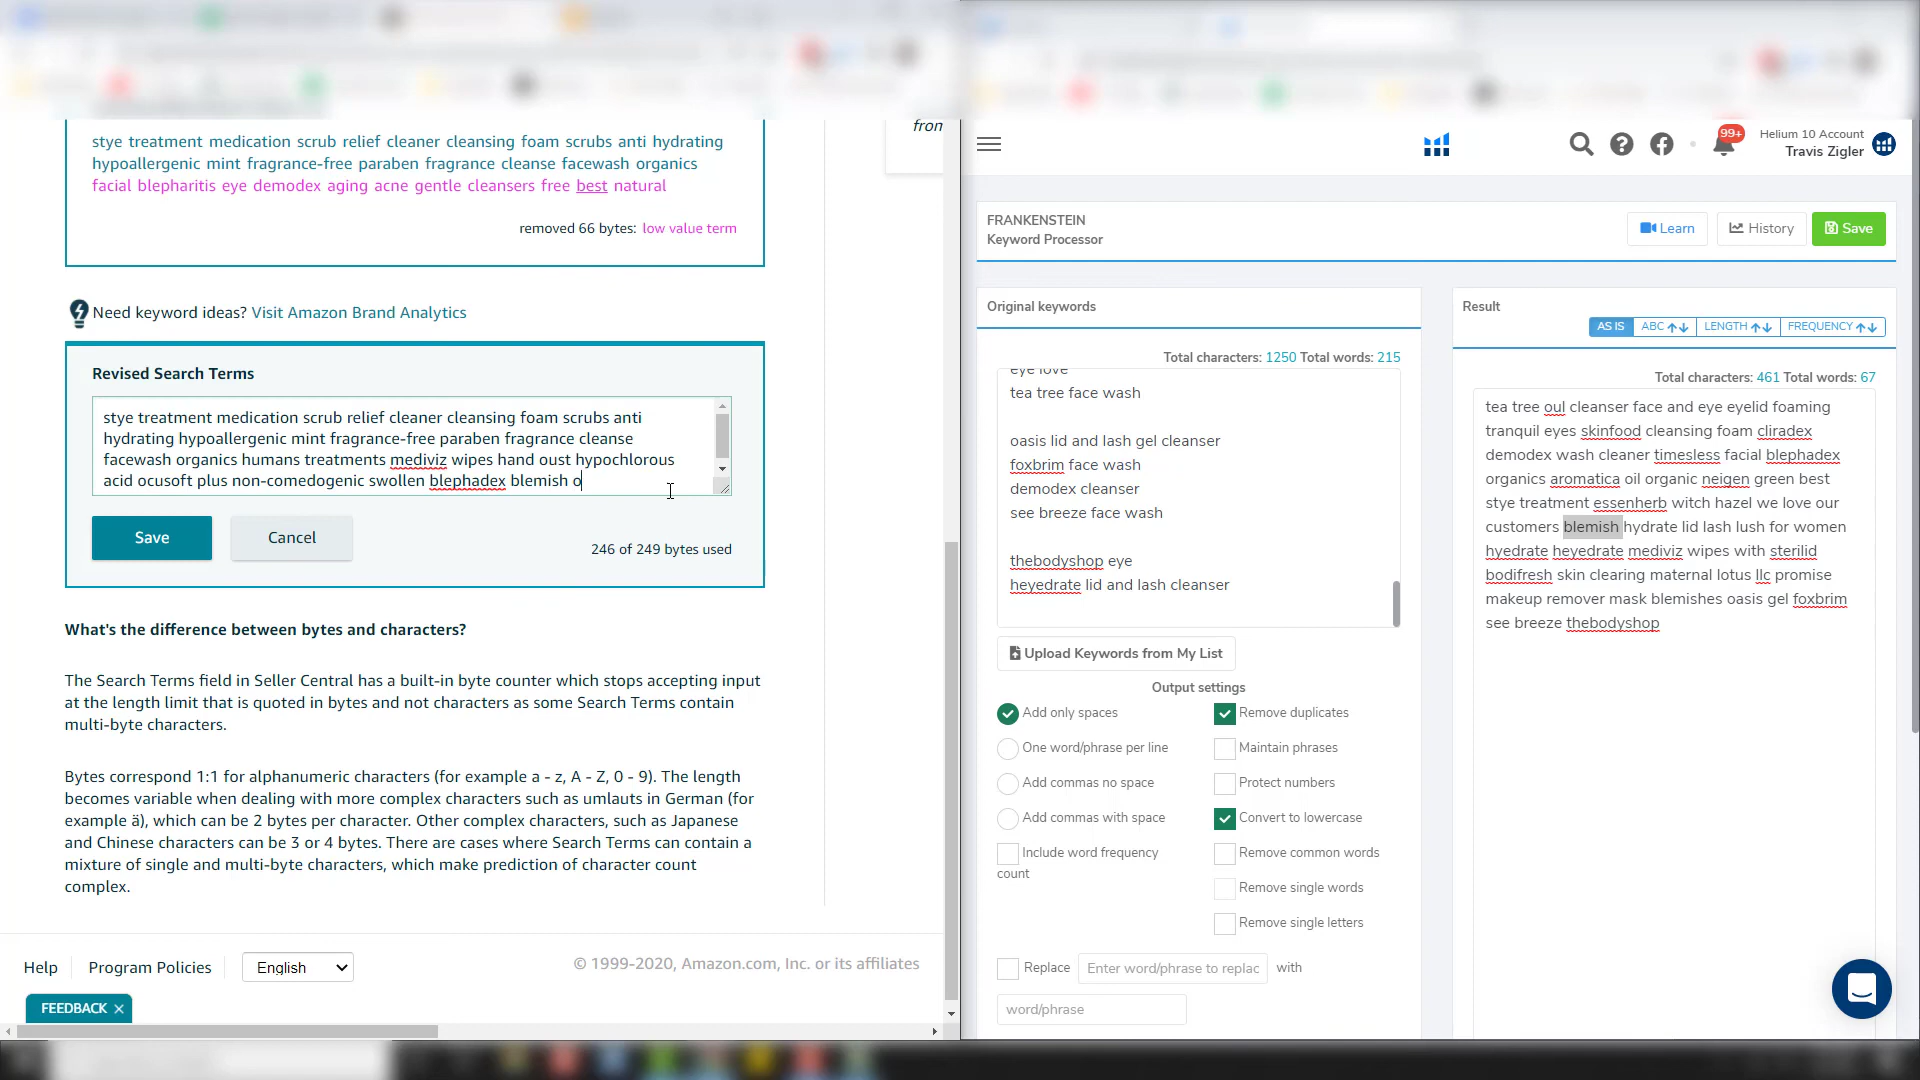 stye treatment medication scrub relief cleaner cleansing foam scrubs anti hydrating
hypoallergenic mint fragrance-free paraben fragrance cleanse facewash organics
facial blepharitis eye demodex aging acne gentle cleansers free best natural
removed 66 bytes: low value term
Need keyword ideas? Visit Amazon Brand Analytics
Revised Search Terms
stye treatment medication scrub relief cleaner cleansing foam scrubs anti
hydrating hypoallergenic mint fragrance-free paraben fragrance cleanse
facewash organics humans treatments mediviz wipes hand oust hypochlorous
acid ocusoft plus non-comedogenic swollen blephadex blemish o
Save
Cancel
246 of 249 bytes used
What's the difference between bytes and characters?
The Search Terms field in Seller Central has a built-in byte counter which stops accepting input
at the length limit that is quoted in bytes and not characters as some Search Terms contain
multi-byte characters.
Bytes correspond 1:1 for alphanumeric characters (for example a - z, A - Z, 0 - 9). The length
becomes variable when dealing with more complex characters such as umlauts in German (for
example ä), which can be 2 bytes per character. Other complex characters, such as Japanese
and Chinese characters can be 3 or 4 bytes. There are cases where Search Terms can contain a
mixture of single and multi-byte characters, which make prediction of character count
complex.
Help
Program Policies
English
© 1999-2020, Amazon.com, Inc. or its affiliates
FEEDBACK
from
99+
Helium 10 Account
Travis Zigler
FRANKENSTEIN
Keyword Processor
Learn
History
Save
Original keywords
Total characters: 1250 Total words: 215
eye love
tea tree face wash
oasis lid and lash gel cleanser
foxbrim face wash
demodex cleanser
see breeze face wash
thebodyshop eye
heyedrate lid and lash cleanser
Upload Keywords from My List
Output settings
Add only spaces
Remove duplicates
One word/phrase per line
Maintain phrases
Add commas no space
Protect numbers
Add commas with space
Convert to lowercase
Include word frequency
count
Remove common words
Remove single words
Remove single letters
Replace
Enter word/phrase to replac
with
word/phrase
Result
AS IS
ABC
LENGTH
FREQUENCY
Total characters: 461 Total words: 67
tea tree oul cleanser face and eye eyelid foaming
tranquil eyes skinfood cleansing foam cliradex
demodex wash cleaner timesless facial blephadex
organics aromatica oil organic neigen green best
stye treatment essenherb witch hazel we love our
customers blemish hydrate lid lash lush for women
hyedrate heyedrate mediviz wipes with sterilid
bodifresh skin clearing maternal lotus llc promise
makeup remover mask blemishes oasis gel foxbrim
see breeze thebodyshop